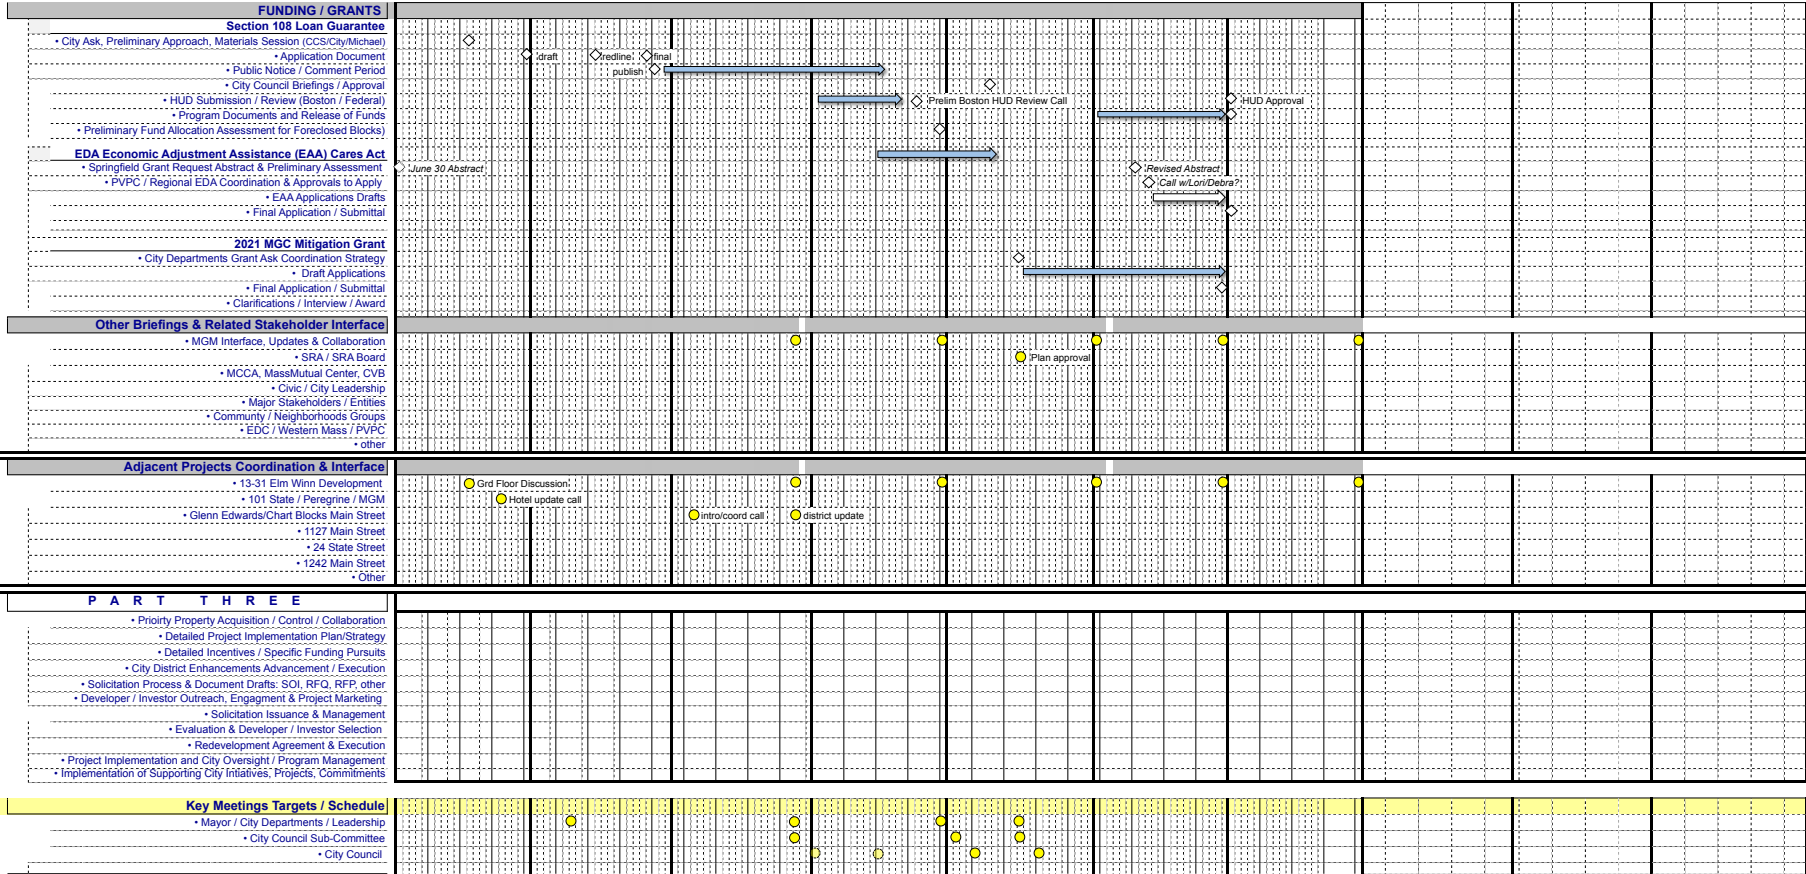 FUNDING / GRANTS
Section 108 Loan Guarantee
• City Ask, Preliminary Approach, Materials Session (CCS/City/Michael)
• Application Document draft redline final
• Public Notice / Comment Period publish
• City Council Briefings / Approval
• HUD Submission / Review (Boston / Federal) Prelim Boston HUD Review Call HUD Approval
• Program Documents and Release of Funds
• Preliminary Fund Allocation Assessment for Foreclosed Blocks)
EDA Economic Adjustment Assistance (EAA) Cares Act
• Springfield Grant Request Abstract & Preliminary Assessment June 30 Abstract Revised Abstract
• PVPC / Regional EDA Coordination & Approvals to Apply Call w/Lori/Debra?
• EAA Applications Drafts
• Final Application / Submittal
2021 MGC Mitigation Grant
• City Departments Grant Ask Coordination Strategy
• Draft Applications
• Final Application / Submittal
• Clarifications / Interview / Award
Other Briefings & Related Stakeholder Interface
• MGM Interface, Updates & Collaboration
• SRA / SRA Board Plan approval
• MCCA, MassMutual Center, CVB
• Civic / City Leadership
• Major Stakeholders / Entities
• Communty / Neighborhoods Groups
• EDC / Western Mass / PVPC
• other
Adjacent Projects Coordination & Interface
• 13-31 Elm Winn Development Grd Floor Discussion
• 101 State / Peregrine / MGM Hotel update call
• Glenn Edwards/Chart Blocks Main Street intro/coord call district update
• 1127 Main Street
• 24 State Street
• 1242 Main Street
• Other
PART THREE
• Prioirty Property Acquisition / Control / Collaboration
• Detailed Project Implementation Plan/Strategy
• Detailed Incentives / Specific Funding Pursuits
• City District Enhancements Advancement / Execution
• Solicitation Process & Document Drafts: SOI, RFQ, RFP, other
• Developer / Investor Outreach, Engagment & Project Marketing
• Solicitation Issuance & Management
• Evaluation & Developer / Investor Selection
• Redevelopment Agreement & Execution
• Project Implementation and City Oversight / Program Management
• Implementation of Supporting City Intiatives, Projects, Commitments
Key Meetings Targets / Schedule
• Mayor / City Departments / Leadership
• City Council Sub-Committee
• City Council